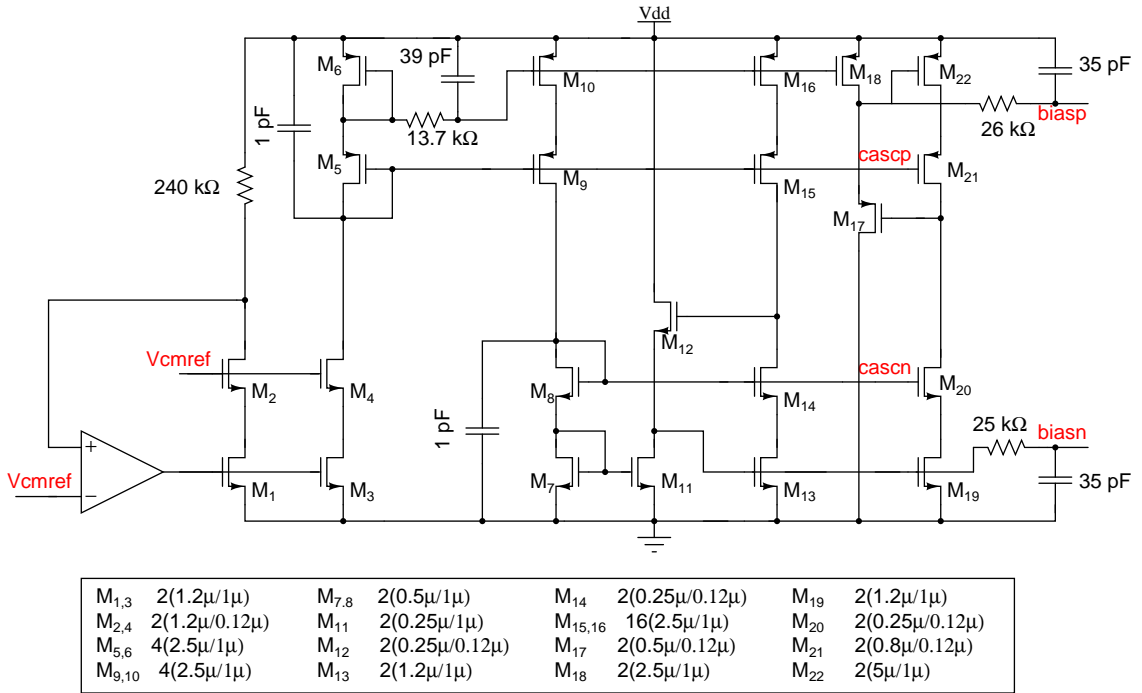 Vdd
M6
39 pF
M10
M16
M18
M22
35 pF
1 pF
13.7 kΩ
26 kΩ
biasp
240 kΩ
M5
M9
M15
cascp
M21
M17
M12
Vcmref
M2
M4
M8
cascn
M14
M20
1 pF
25 kΩ
biasn
+
Vcmref
−
M1
M3
M7
M11
M13
M19
35 pF
M1,3 2(1.2μ/1μ) M7.8 2(0.5μ/1μ) M14 2(0.25μ/0.12μ) M19 2(1.2μ/1μ)
M2,4 2(1.2μ/0.12μ) M11 2(0.25μ/1μ) M15,16 16(2.5μ/1μ) M20 2(0.25μ/0.12μ)
M5,6 4(2.5μ/1μ) M12 2(0.25μ/0.12μ) M17 2(0.5μ/0.12μ) M21 2(0.8μ/0.12μ)
M9,10 4(2.5μ/1μ) M13 2(1.2μ/1μ) M18 2(2.5μ/1μ) M22 2(5μ/1μ)